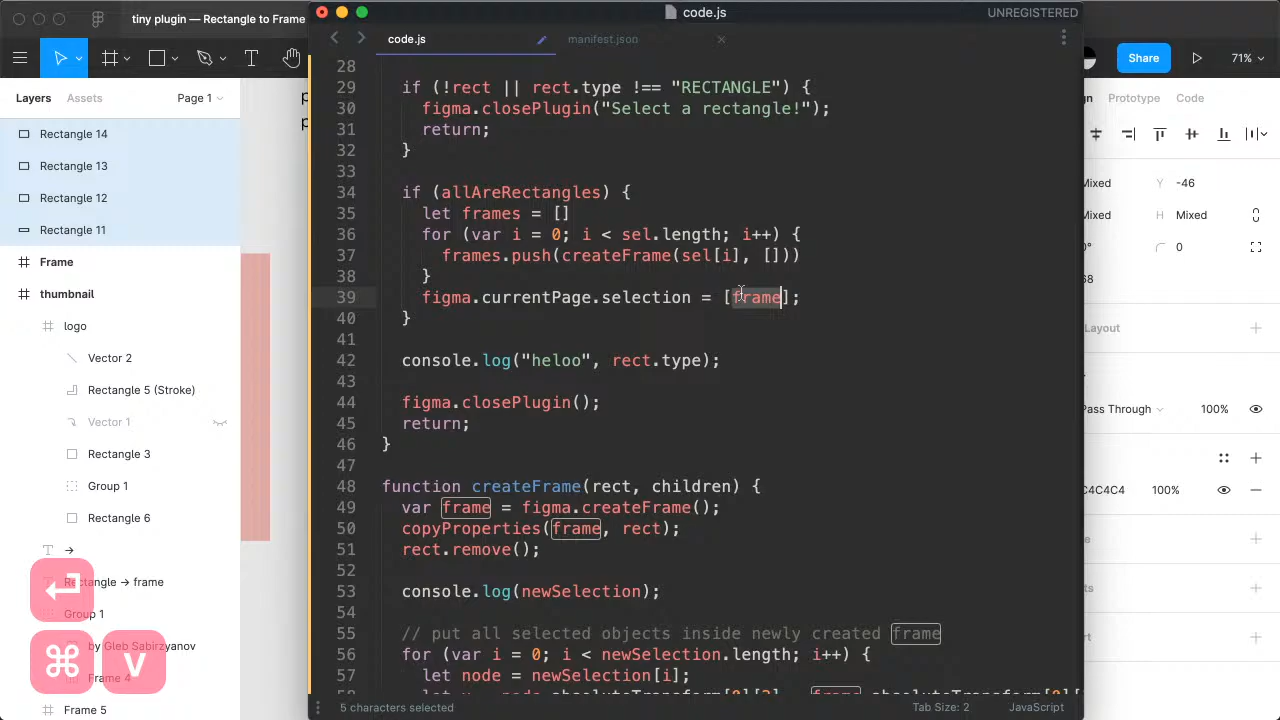 tiny plugin — Rectangle to Frame
code.js
UNREGISTERED
code.js
manifest.json
Share
71%
Layers
Assets
Page 1
Prototype
Code
Rectangle 14
Rectangle 13
Rectangle 12
Rectangle 11
Frame
thumbnail
logo
Vector 2
Rectangle 5 (Stroke)
Vector 1
Rectangle 3
Group 1
Rectangle 6
→
Rectangle → frame
Group 1
by Gleb Sabirzyanov
Frame 4
Frame 5
⌘ V
28
29 if (!rect || rect.type !== "RECTANGLE") {
30 figma.closePlugin("Select a rectangle!");
31 return;
32 }
33
34 if (allAreRectangles) {
35 let frames = []
36 for (var i = 0; i < sel.length; i++) {
37 frames.push(createFrame(sel[i], []))
38 }
39 figma.currentPage.selection = [frame];
40 }
41
42 console.log("heloo", rect.type);
43
44 figma.closePlugin();
45 return;
46 }
47
48 function createFrame(rect, children) {
49 var frame = figma.createFrame();
50 copyProperties(frame, rect);
51 rect.remove();
52
53 console.log(newSelection);
54
55 // put all selected objects inside newly created frame
56 for (var i = 0; i < newSelection.length; i++) {
57 let node = newSelection[i];
5 characters selected
Tab Size: 2
JavaScript
Mixed
Y -46
Mixed
H Mixed
0
68
Layout
Pass Through
100%
C4C4C4
100%